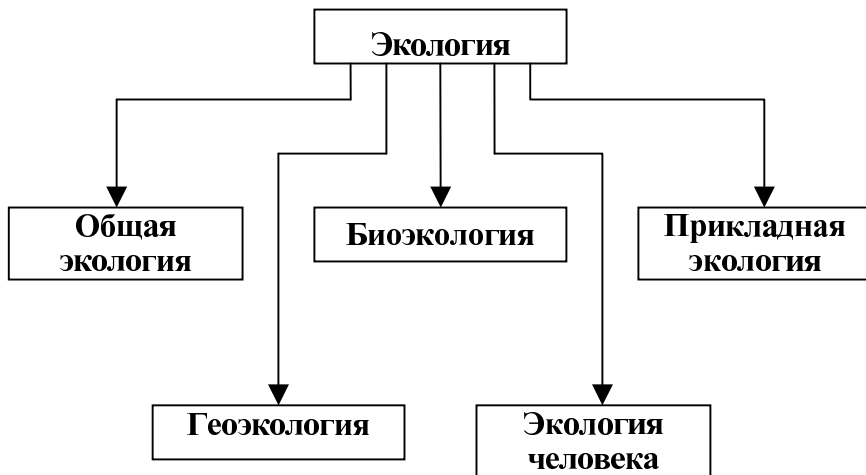 Экология
Общая
экология
Биоэкология
Прикладная
экология
Геоэкология
Экология
человека